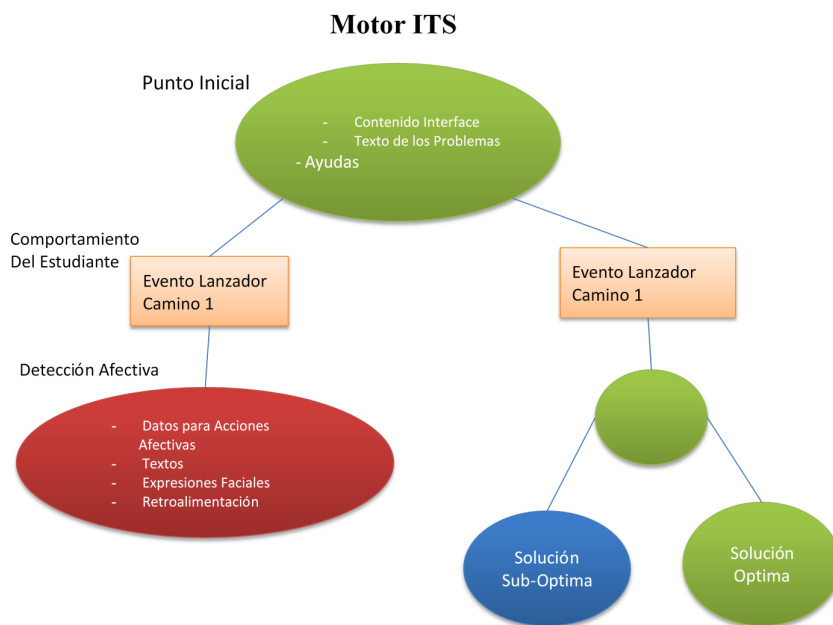 Motor ITS
Punto Inicial
- Contenido Interface
- Texto de los Problemas
- Ayudas
Comportamiento
Del Estudiante
Evento Lanzador
Camino 1
Evento Lanzador
Camino 1
Detección Afectiva
- Datos para Acciones
Afectivas
- Textos
- Expresiones Faciales
- Retroalimentación
Solución
Sub-Optima
Solución
Optima